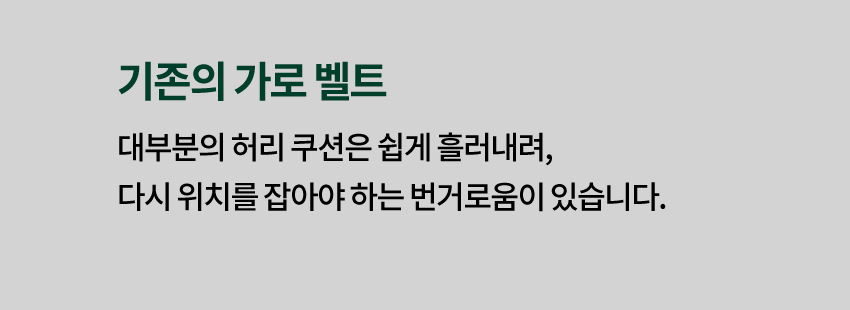 기존의 가로 벨트
대부분의 허리 쿠션은 쉽게 흘러내려,
다시 위치를 잡아야 하는 번거로움이 있습니다.